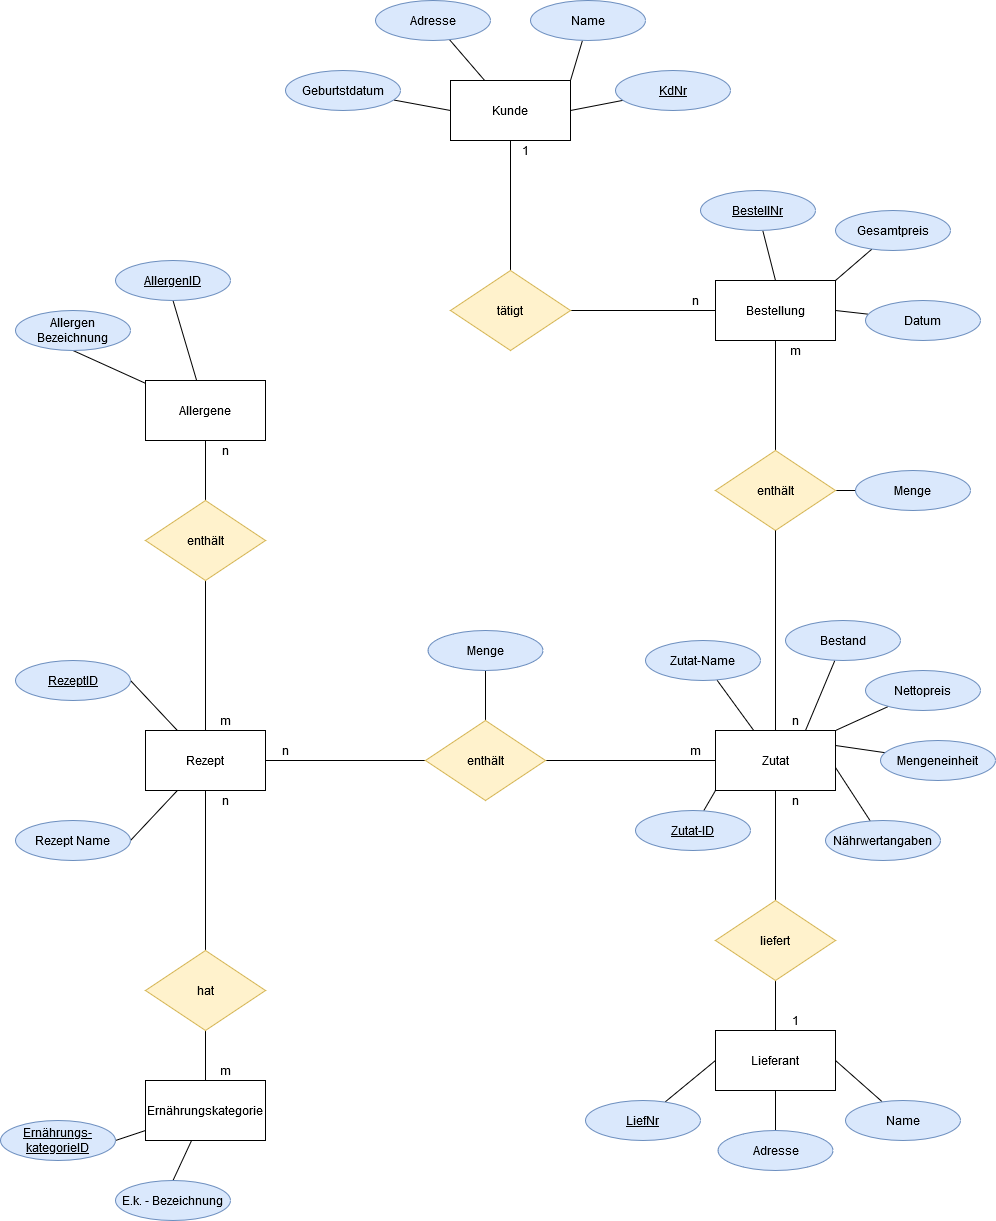 Adresse
Name
Geburtstdatum
KdNr
Kunde
1
BestellNr
Gesamtpreis
AllergenID
tätigt
n
Bestellung
Datum
Allergen
Bezeichnung
m
Allergene
n
enthält
Menge
enthält
Menge
Zutat-Name
Bestand
RezeptID
Nettopreis
m
n
Rezept
n
enthält
m
Zutat
Mengeneinheit
n
n
Rezept Name
Zutat-ID
Nährwertangaben
liefert
hat
1
Lieferant
m
Ernährungskategorie
LiefNr
Name
Ernährungs-
kategorieID
Adresse
E.k. - Bezeichnung